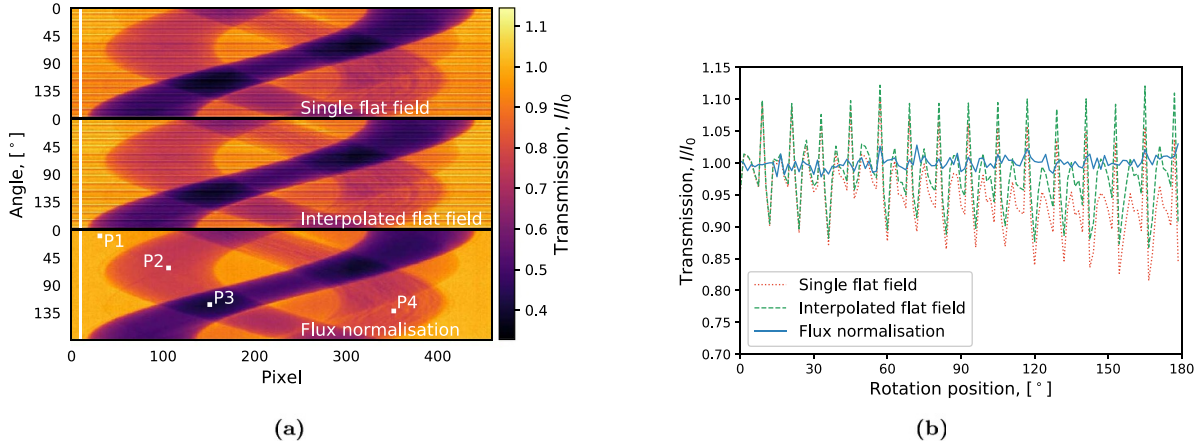 0
45
90
135
Single flat field
0
45
90
135
Interpolated flat field
0
45
90
135
P1
P2
P3
P4
Flux normalisation
Angle, [°]
0
100
200
300
400
Pixel
1.1
1.0
0.9
0.8
0.7
0.6
0.5
0.4
Transmission, I/I0
(a)
1.15
1.10
1.05
1.00
0.95
0.90
0.85
0.80
0.75
0.70
Transmission, I/I0
Single flat field
Interpolated flat field
Flux normalisation
0
30
60
90
120
150
180
Rotation position, [°]
(b)